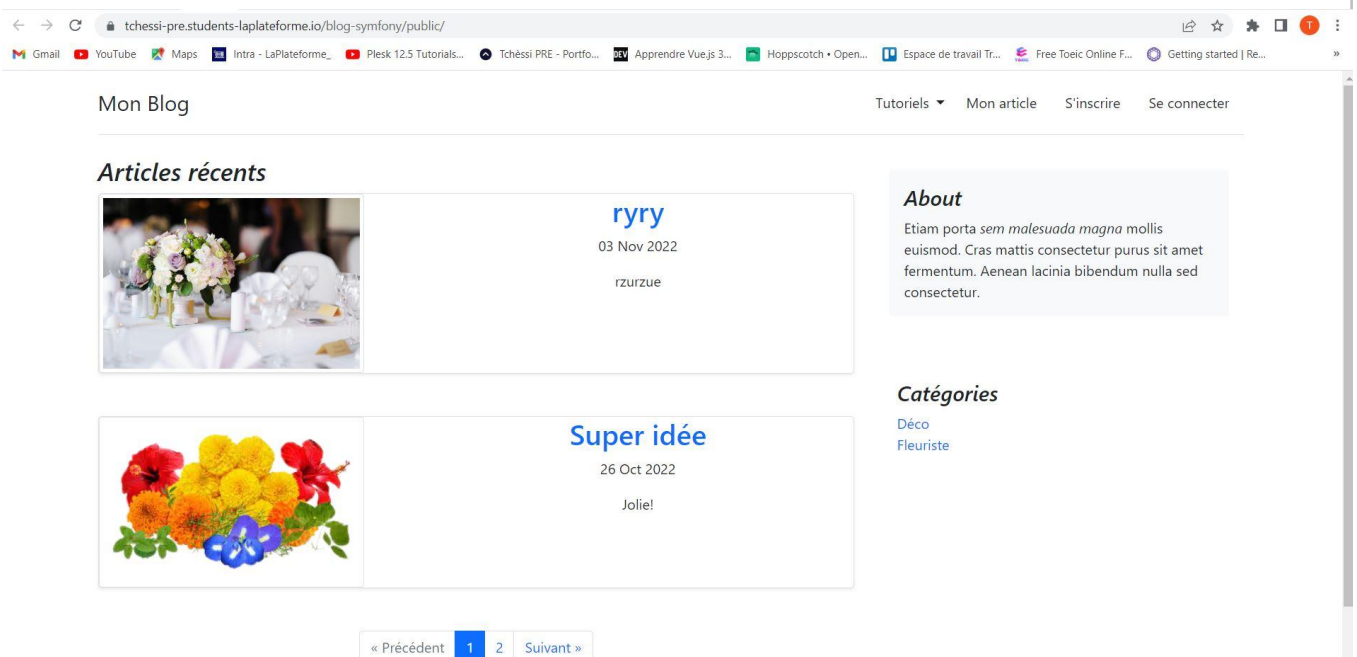 tchessi-pre.students-laplateforme.io/blog-symfony/public/
T
Gmail YouTube Maps Intra - LaPlateforme_ Plesk 12.5 Tutorials... Tchèssi PRE - Portfo... DEV Apprendre Vue.js 3... Hoppscotch • Open... Espace de travail Tr... Free Toeic Online F... Getting started | Re... »
Mon Blog
Tutoriels Mon article S'inscrire Se connecter
Articles récents
ryry
03 Nov 2022
rzurzue
Super idée
26 Oct 2022
Jolie!
« Précédent 1 2 Suivant »
About
Etiam porta sem malesuada magna mollis
euismod. Cras mattis consectetur purus sit amet
fermentum. Aenean lacinia bibendum nulla sed
consectetur.
Catégories
Déco
Fleuriste